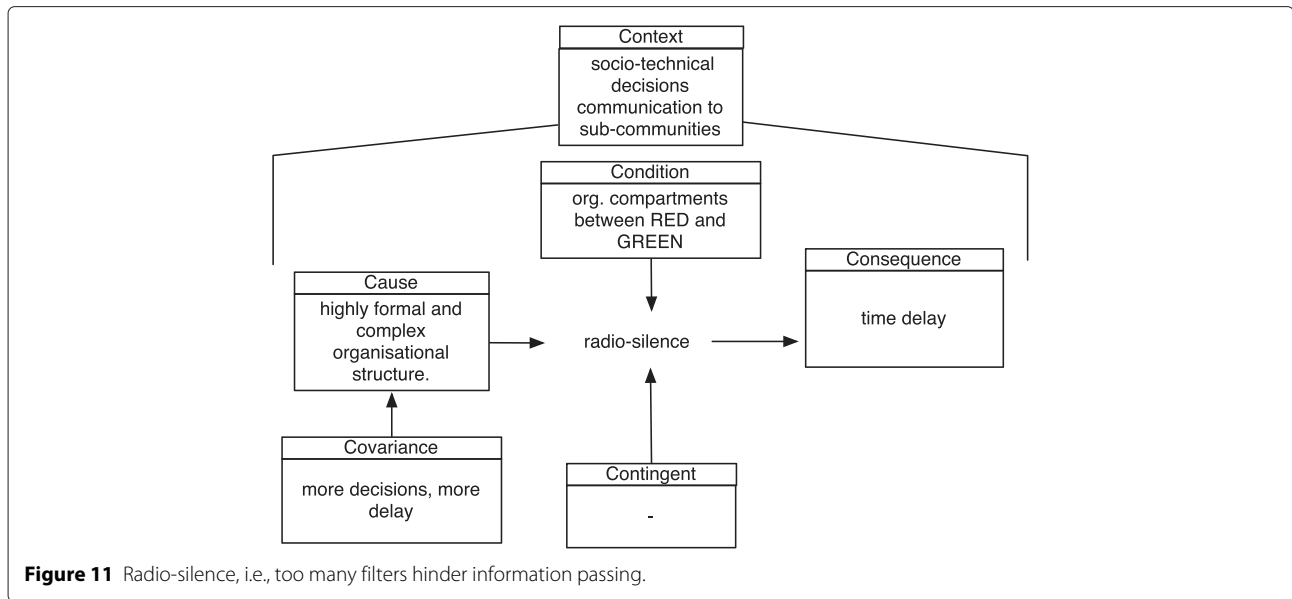 Context
socio-technical
decisions
communication to
sub-communities
Condition
org. compartments
between RED and
GREEN
Consequence
time delay
Cause
highly formal and
complex
organisational
structure.
radio-silence
Covariance
more decisions, more
delay
Contingent
-
Figure 11 Radio-silence, i.e., too many filters hinder information passing.